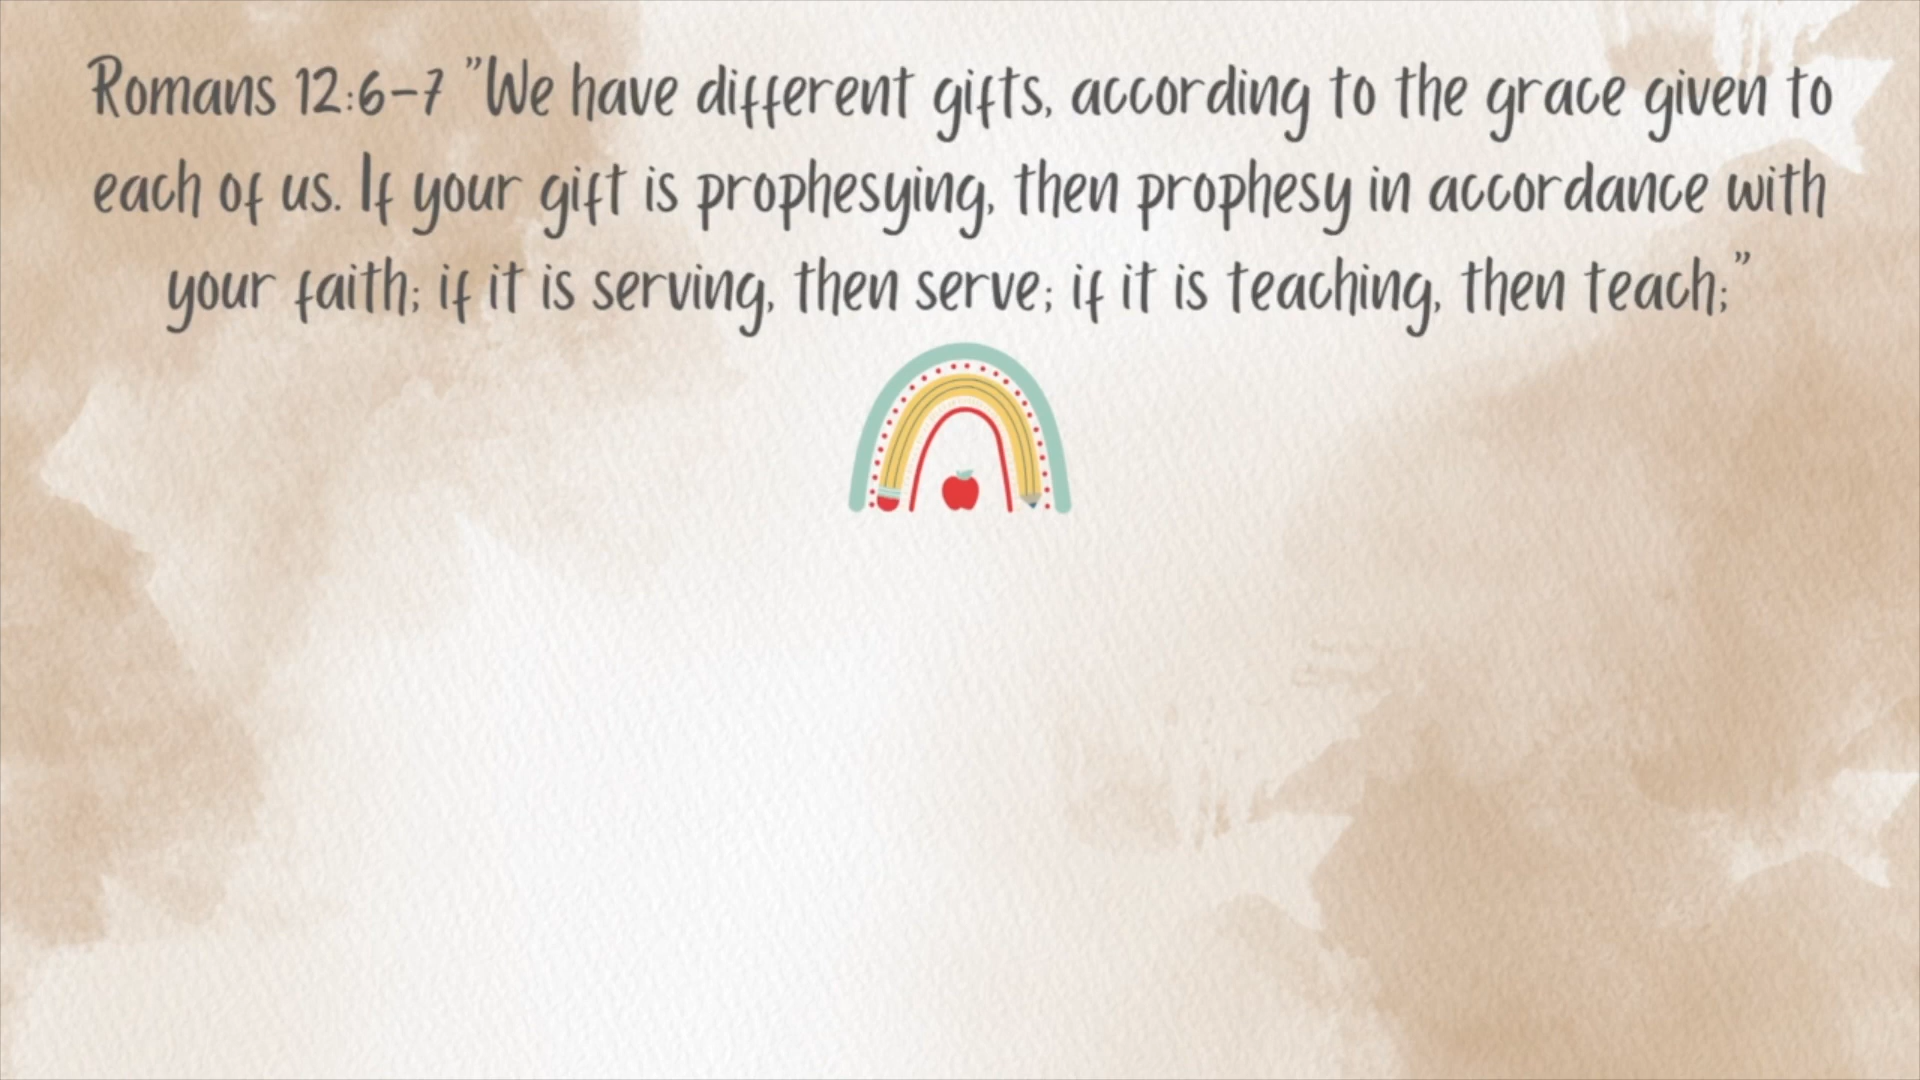 Romans 12:6-7 "We have different gifts, according to the grace given to
each of us. If your gift is prophesying, then prophesy in accordance with
your faith; if it is serving, then serve; if it is teaching, then teach;"